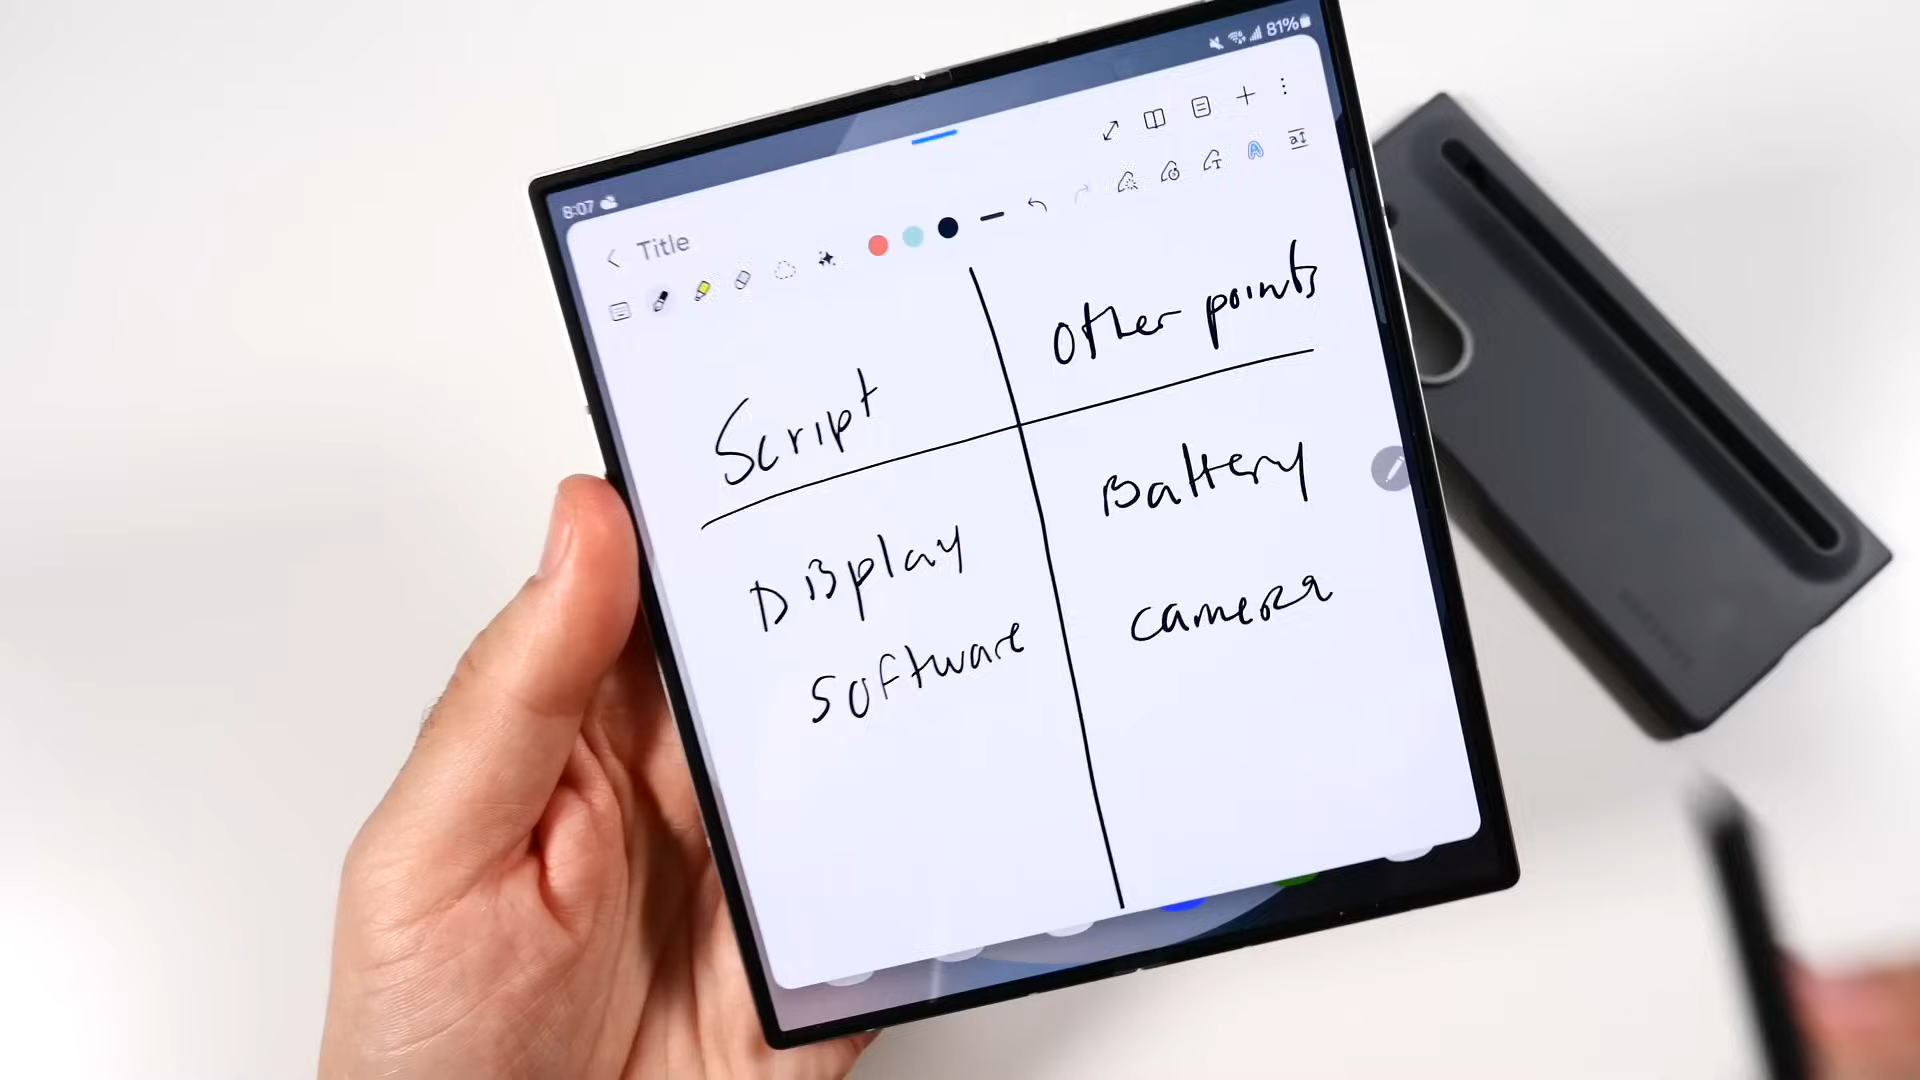 81%
8:07
Title
Script
Other points
Display
Battery
Software
camera